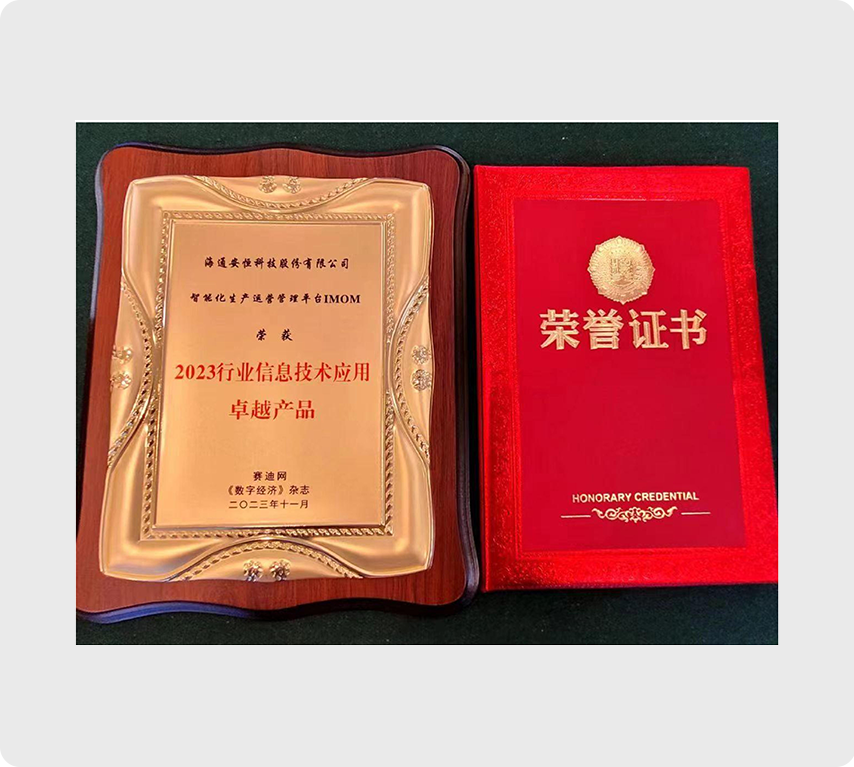 海通安恒科技股份有限公司
智能化生产运营管理平台IMOM
荣获
2023行业信息技术应用
卓越产品
赛迪网
《数字经济》杂志
二〇二三年十一月
荣誉证书
HONORARY CREDENTIAL